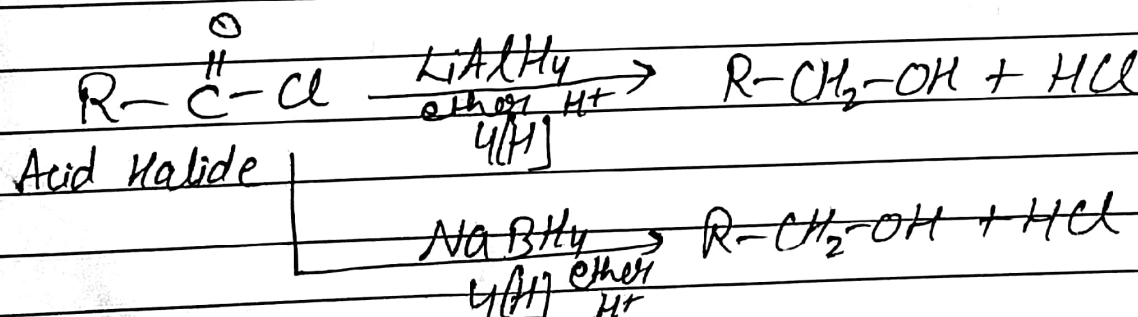 O
||
R-C-Cl LiAlH4 → R-CH2-OH + HCl
ether H+
4[H]
Acid Halide
NaBH4 → R-CH2-OH + HCl
4[H] ether
H+